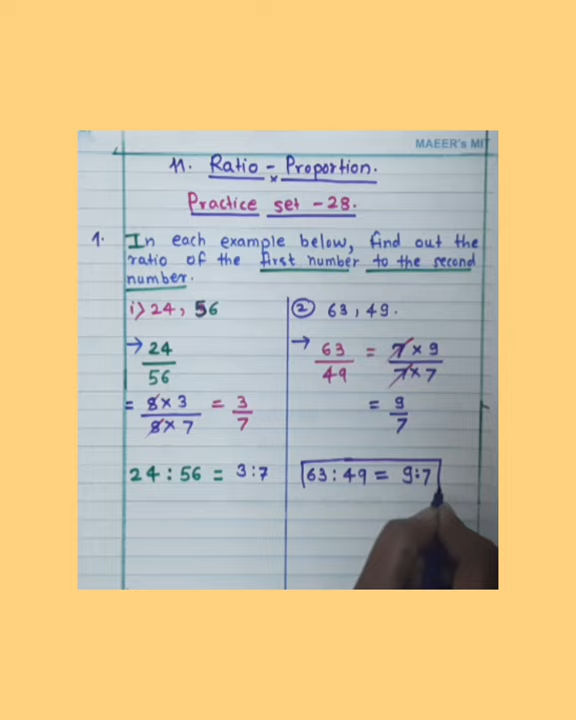 MAEER's MIT
11. Ratio - Proportion.
Practice set - 28.
1. In each example below, find out the
ratio of the first number to the second
number.
i) 24, 56
→ 24/56
= 8 × 3 / 8 × 7 = 3/7
24 : 56 = 3:7
② 63, 49.
→ 63/49 = 7 × 9 / 7 × 7
= 9/7
63 : 49 = 9:7